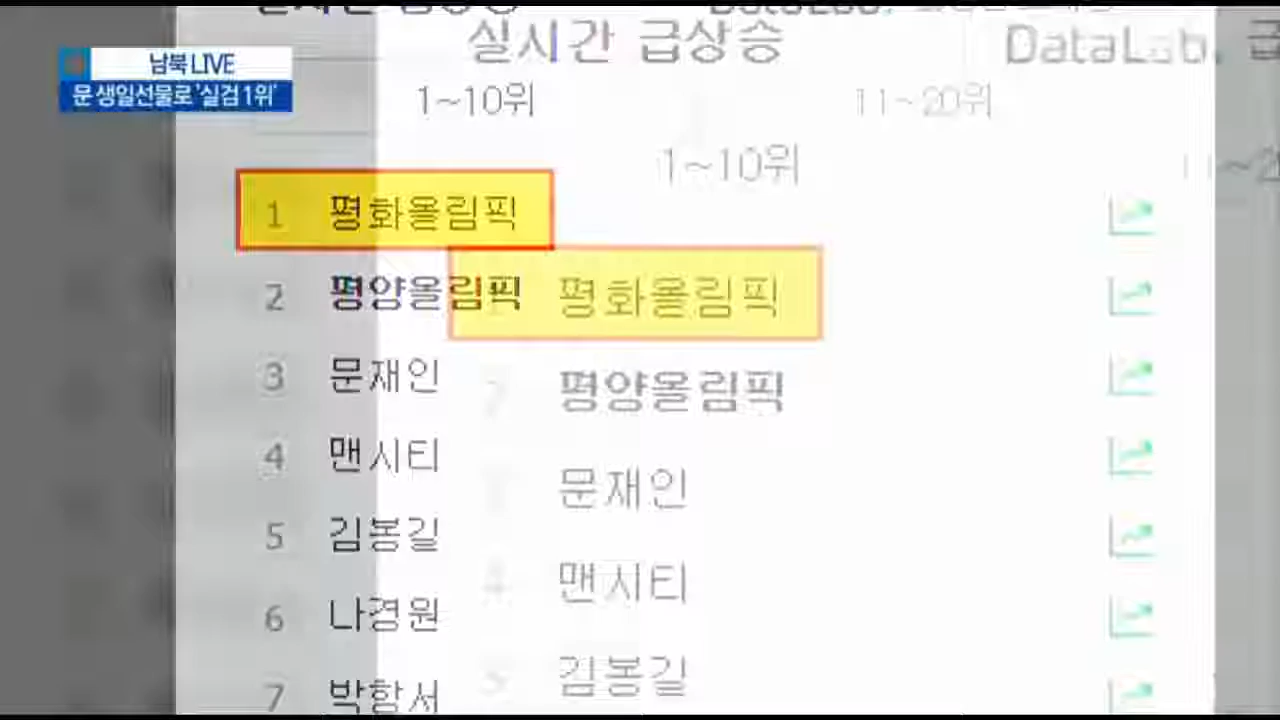 실시간 급상승
DataLab. 급
남북 LIVE
문 생일선물로 '실검 1위'
1~10위
11~20위
1~10위
1 평화올림픽
2 평양올림픽
평화올림픽
3 문재인
평양올림픽
4 맨시티
문재인
5 김봉길
맨시티
6 나경원
김봉길
7 박항서